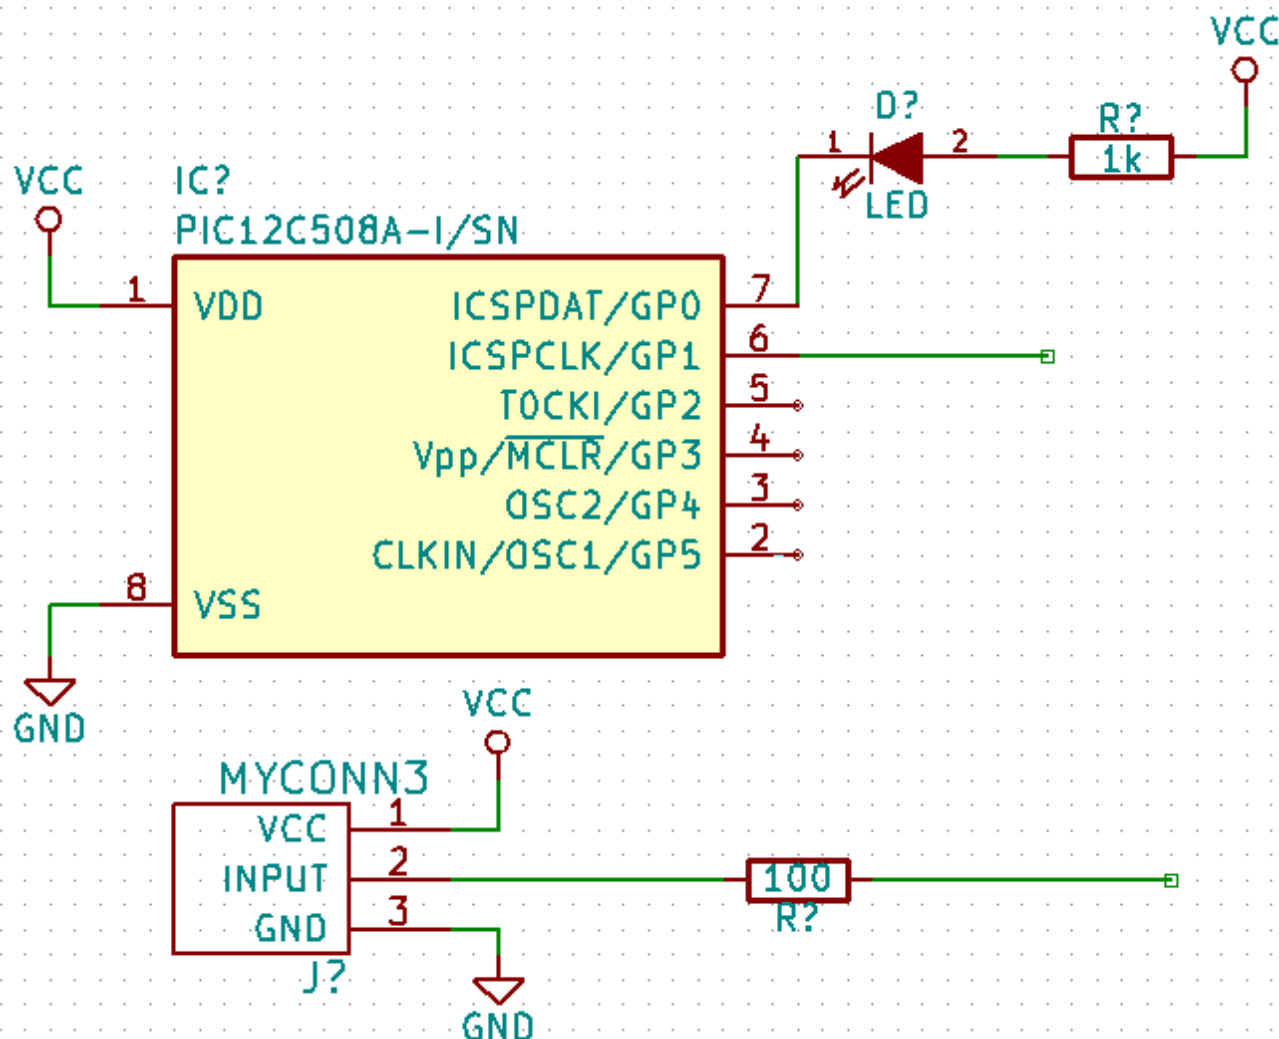 VCC
D?
R?
1 2
1k
LED
VCC
IC?
PIC12C508A-I/SN
1
VDD
ICSPDAT/GP0
7
ICSPCLK/GP1
6
T0CKI/GP2
5
Vpp/MCLR/GP3
4
OSC2/GP4
3
CLKIN/OSC1/GP5
2
8
VSS
GND
VCC
MYCONN3
VCC
1
INPUT
2
100
GND
3
R?
J?
GND